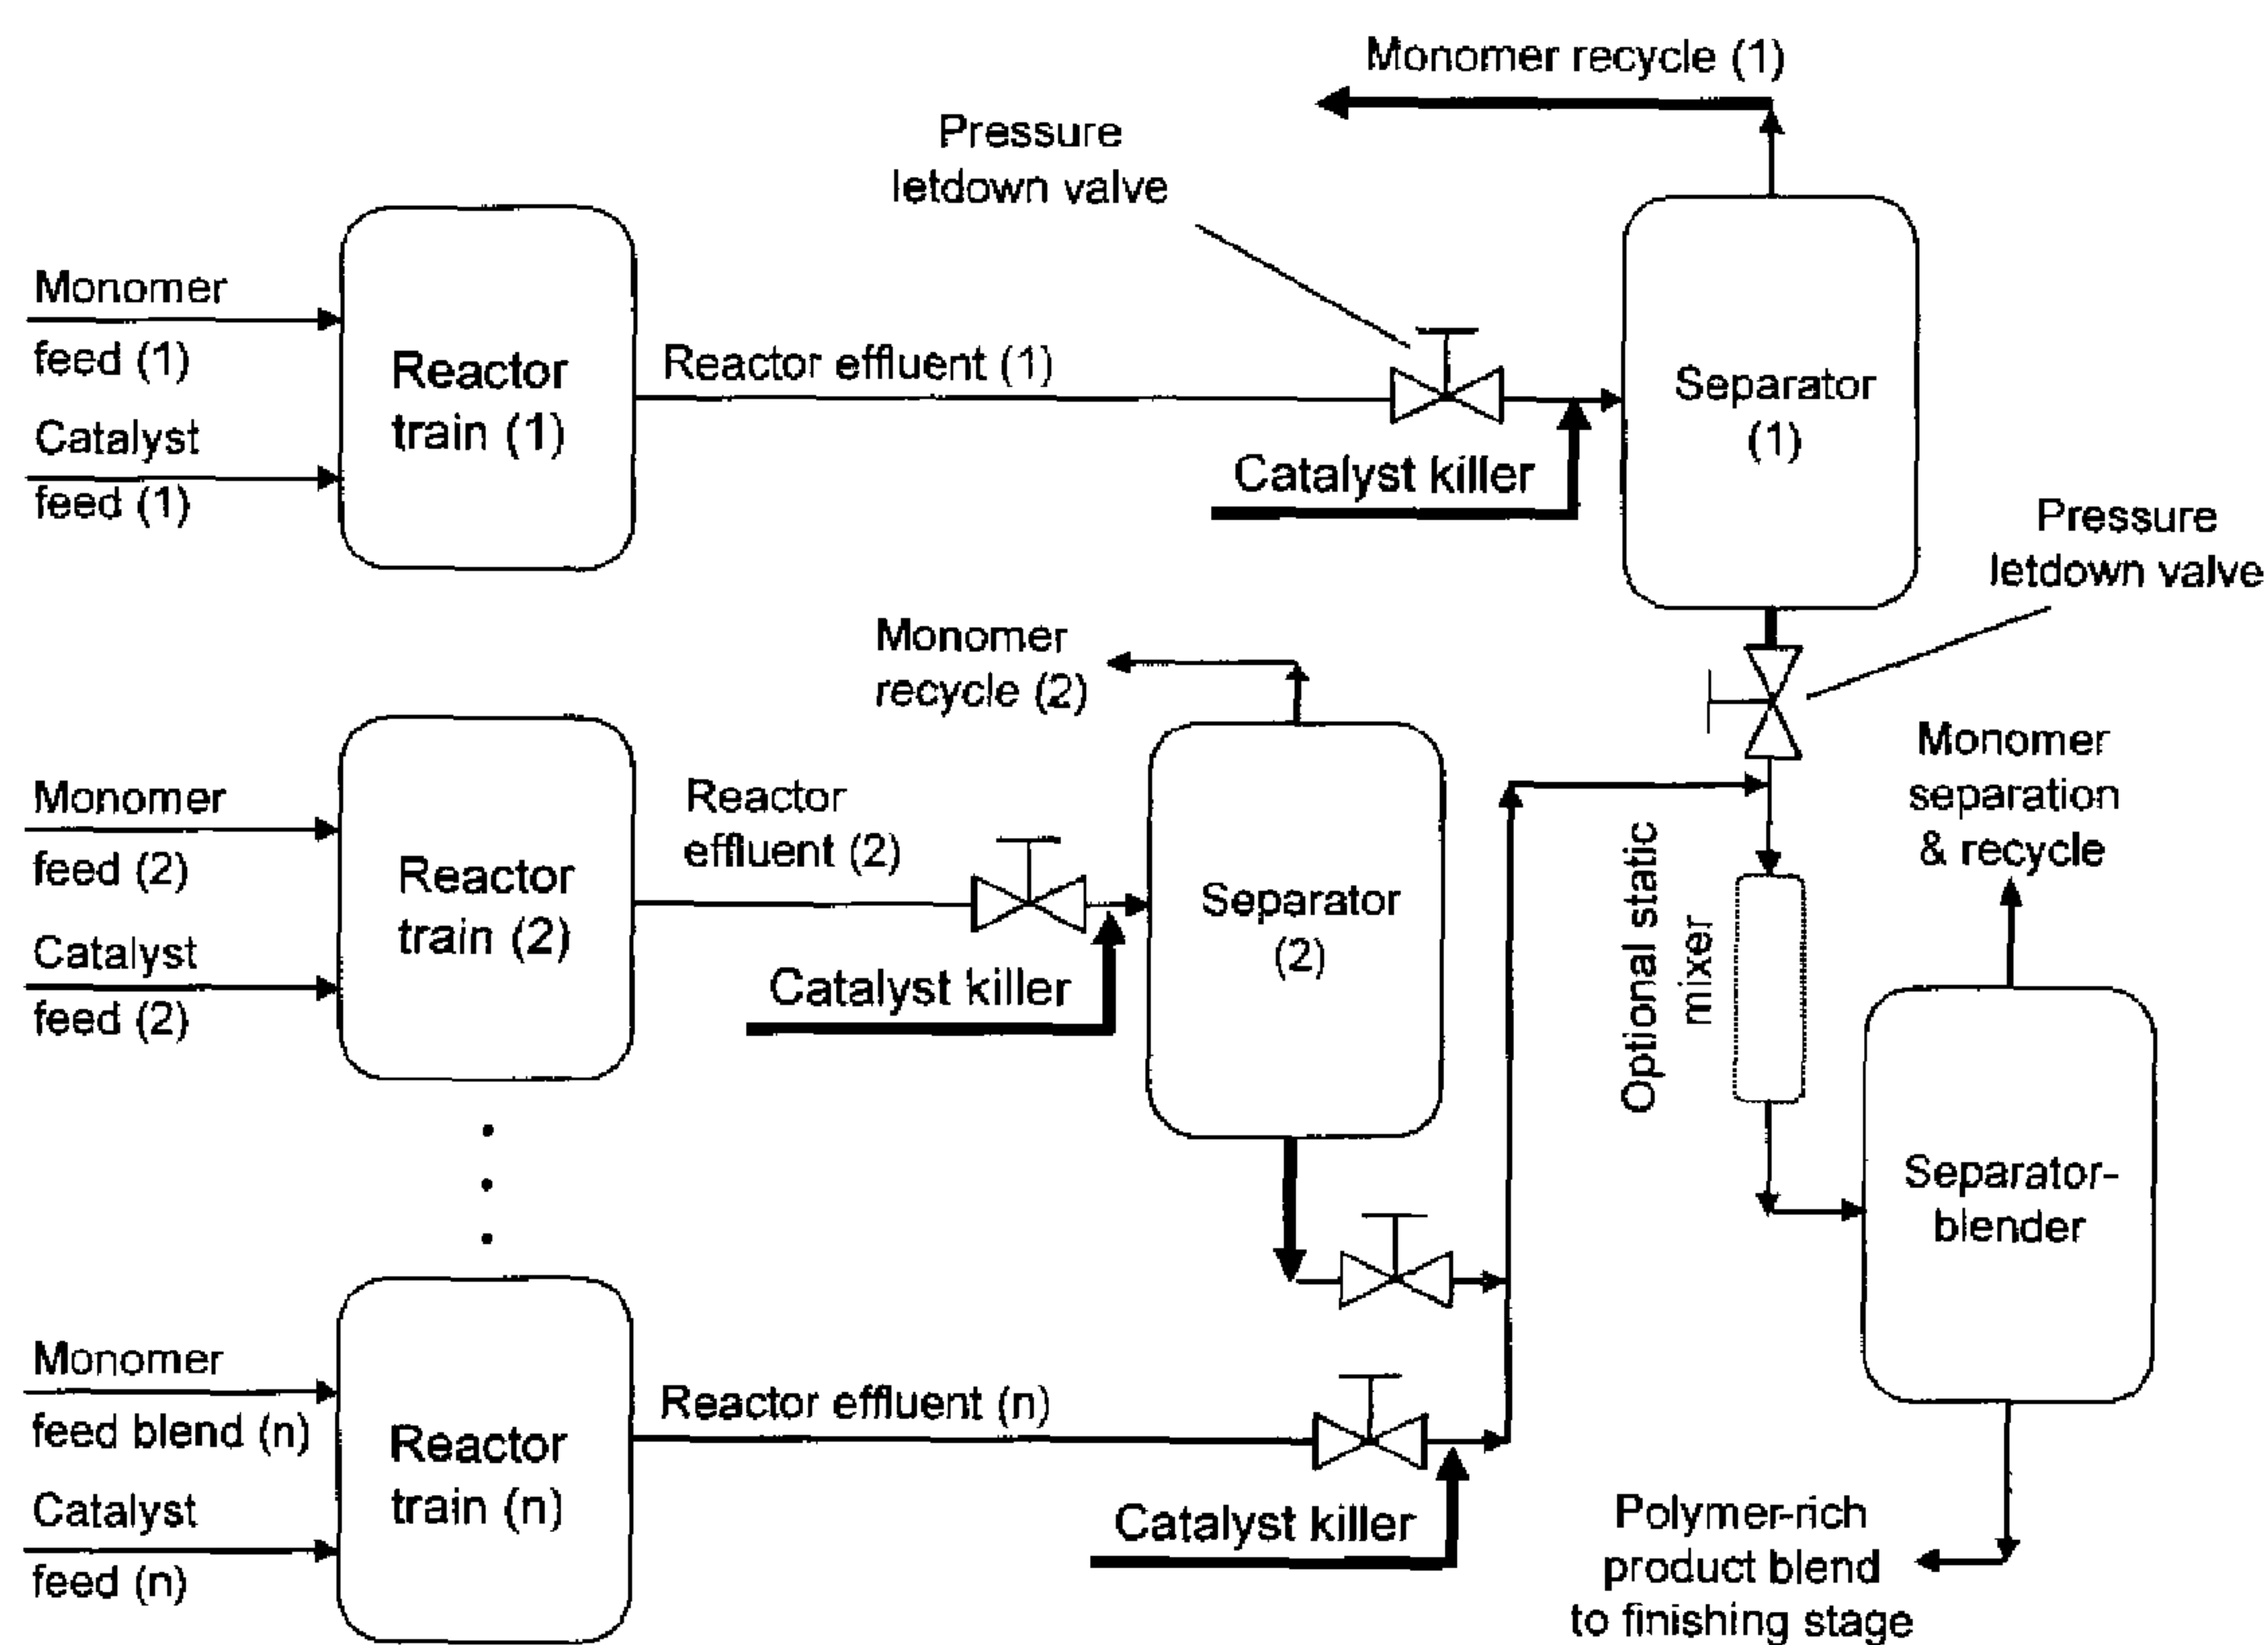 Monomer recycle (1)
Pressure
letdown valve
Monomer
feed (1)
Catalyst
feed (1)
Reactor
train (1)
Reactor effluent (1)
Catalyst killer
Separator
(1)
Pressure
letdown valve
Monomer
recycle (2)
Monomer
feed (2)
Catalyst
feed (2)
Reactor
train (2)
Reactor
effluent (2)
Catalyst killer
Separator
(2)
Optional static
mixer
Monomer
separation
& recycle
Separator-
blender
Monomer
feed blend (n)
Catalyst
feed (n)
Reactor
train (n)
Reactor effluent (n)
Catalyst killer
Polymer-rich
product blend
to finishing stage